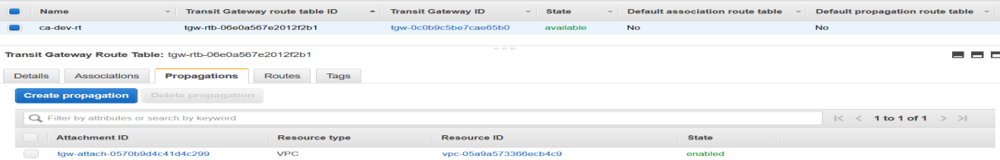 Name Transit Gateway route table ID Transit Gateway ID State Default association route table Default propagation route table
ca-dev-rt tgw-rtb-06e0a567e2012f2b1 tgw-0c0b9c5be7cae65b0 available No No
Transit Gateway Route Table: tgw-rtb-06e0a567e2012f2b1
Details Associations Propagations Routes Tags
Create propagation Delete propagation
Filter by attributes or search by keyword |< < 1 to 1 of 1 > >|
Attachment ID Resource type Resource ID State
tgw-attach-0570b9d4c41d4c299 VPC vpc-05a9a573366ecb4c9 enabled